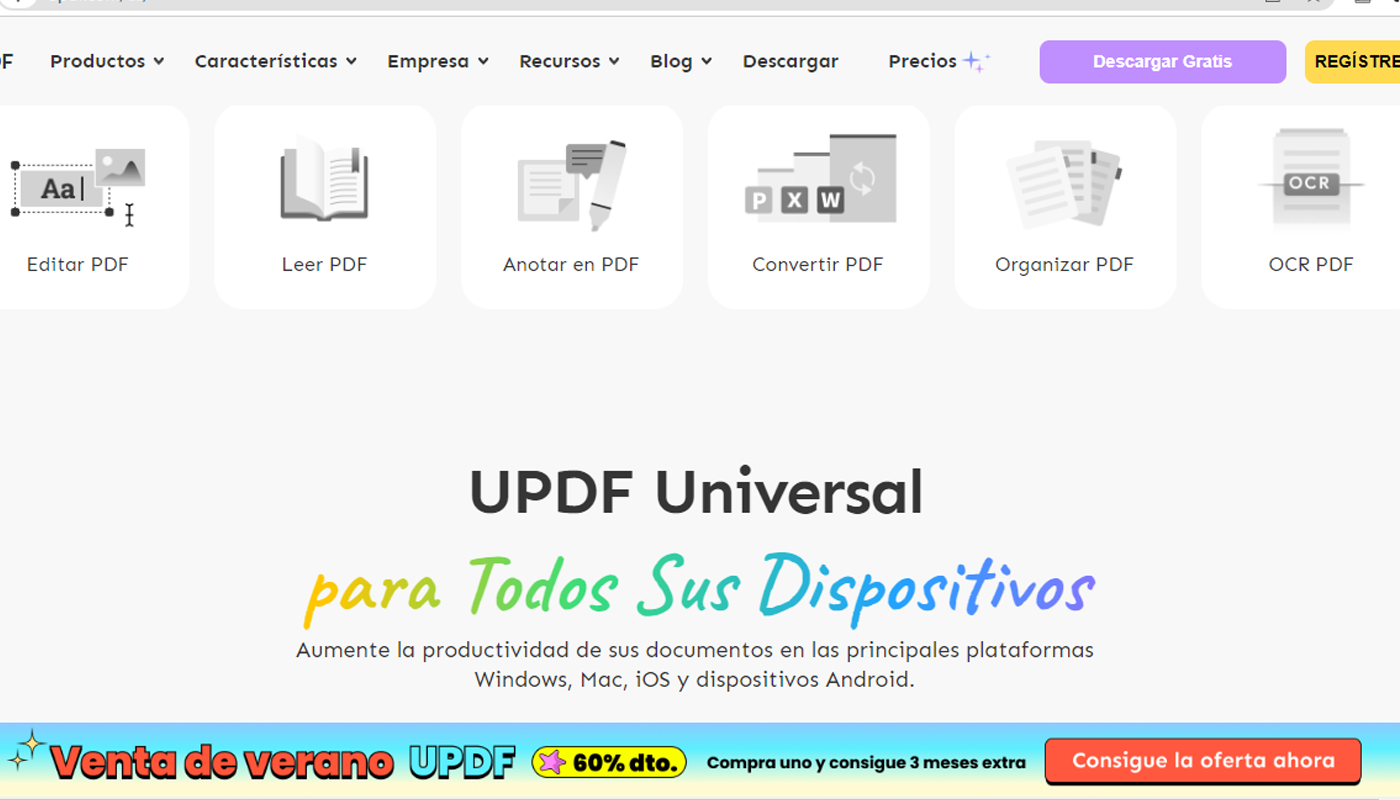 Productos Características Empresa Recursos Blog Descargar Precios Descargar Gratis
Aa
P X W
OCR
Editar PDF Leer PDF Anotar en PDF Convertir PDF Organizar PDF OCR PDF
UPDF Universal
para Todos Sus Dispositivos
Aumente la productividad de sus documentos en las principales plataformas
Windows, Mac, iOS y dispositivos Android.
Venta de verano UPDF 60% dto. Compra uno y consigue 3 meses extra Consigue la oferta ahora